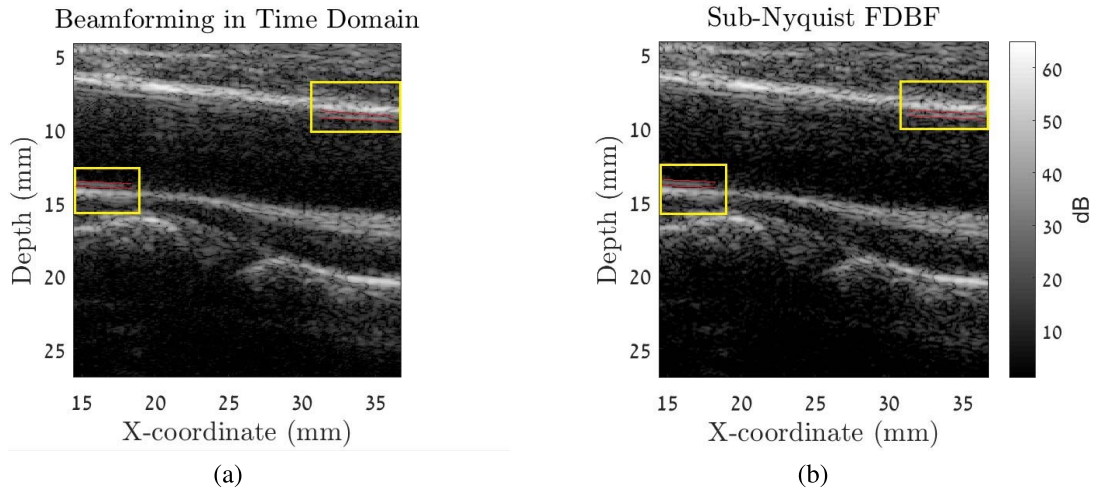 Beamforming in Time Domain
Sub-Nyquist FDBF
5
10
15
20
25
Depth (mm)
15 20 25 30 35
X-coordinate (mm)
(a)
5
10
15
20
25
Depth (mm)
15 20 25 30 35
X-coordinate (mm)
(b)
60
50
40
30
20
10
dB